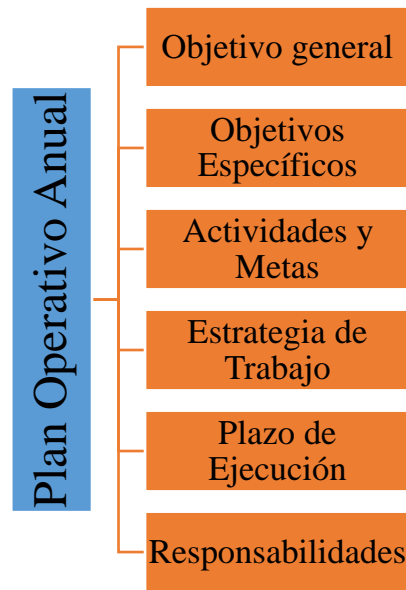 Plan Operativo Anual
Objetivo general
Objetivos
Específicos
Actividades y
Metas
Estrategia de
Trabajo
Plazo de
Ejecución
Responsabilidades